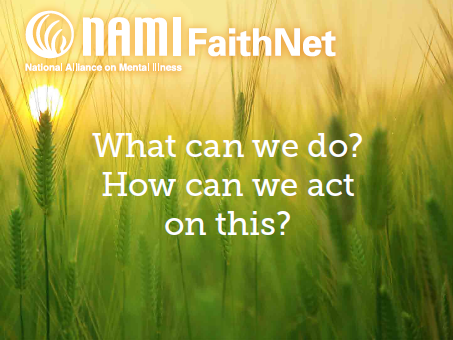 NAMI FaithNet
National Alliance on Mental Illness
What can we do?
How can we act
on this?